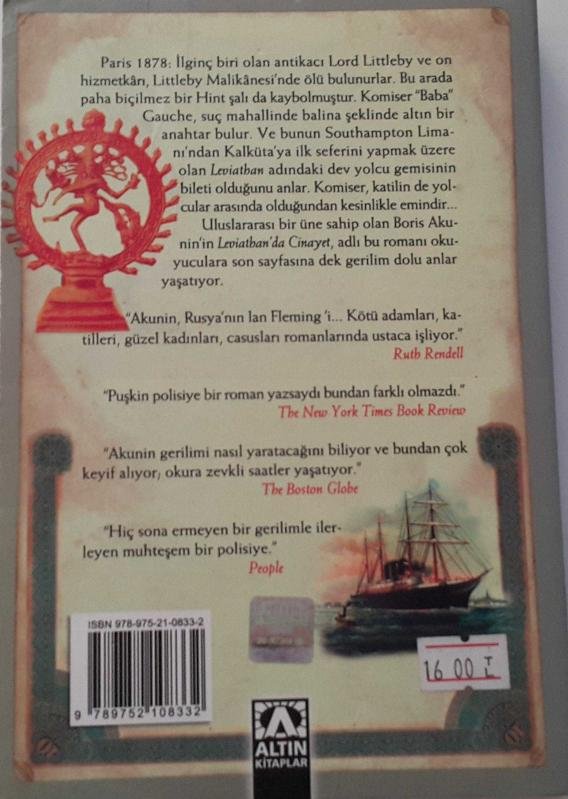 Paris 1878: İlginç biri olan antikacı Lord Littleby ve on
hizmetkârı, Littleby Malikânesi'nde ölü bulunurlar. Bu arada
paha biçilmez bir Hint şalı da kaybolmuştur. Komiser "Baba"
Gauche, suç mahallinde balina şeklinde altın bir
anahtar bulur. Ve bunun Southampton Lima-
nı'ndan Kalküta'ya ilk seferini yapmak üzere
olan Leviathan adındaki dev yolcu gemisinin
bileti olduğunu anlar. Komiser, katilin de yol-
cular arasında olduğundan kesinlikle emindir...
Uluslararası bir üne sahip olan Boris Aku-
nin'in Leviathan'da Cinayet, adlı bu romanı oku-
yuculara son sayfasına dek gerilim dolu anlar
yaşatıyor.
"Akunin, Rusya'nın Ian Fleming 'i... Kötü adamları, ka-
tilleri, güzel kadınları, casusları romanlarında ustaca işliyor."
Ruth Rendell
"Puşkin polisiye bir roman yazsaydı bundan farklı olmazdı."
The New York Times Book Review
"Akunin gerilimi nasıl yaratacağını biliyor ve bundan çok
keyif alıyor; okura zevkli saatler yaşatıyor."
The Boston Globe
"Hiç sona ermeyen bir gerilimle iler-
leyen muhteşem bir polisiye."
People
ISBN 978-975-21-0833-2
9 789752 108332
16 00 TL
ALTIN
KİTAPLAR